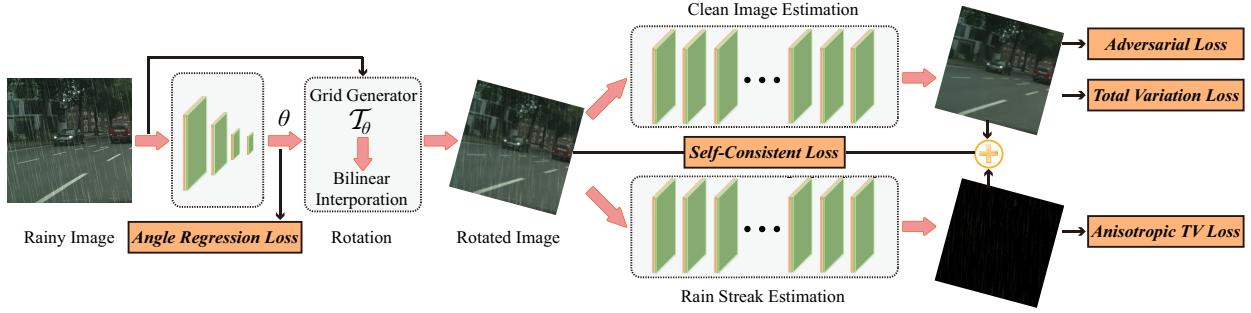 Clean Image Estimation
Adversarial Loss
Total Variation Loss
θ
Grid Generator
𝒯θ
Bilinear
Interporation
Self-Consistent Loss
Rainy Image
Angle Regression Loss
Rotation
Rotated Image
Anisotropic TV Loss
Rain Streak Estimation